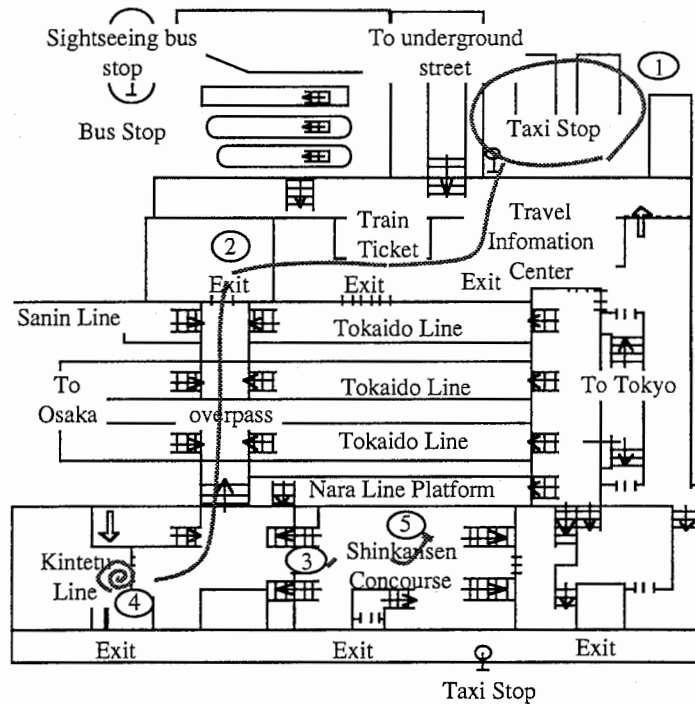 Sightseeing bus
stop
To underground
street
1
Bus Stop
Taxi Stop
Train
Ticket
Travel
Infomation
Center
2
Exit
Exit
Exit
Sanin Line
Tokaido Line
To
Osaka
Tokaido Line
To Tokyo
overpass
Tokaido Line
Nara Line Platform
5
Kintetu
Line
3
Shinkansen
Concourse
4
Exit
Exit
Exit
Taxi Stop